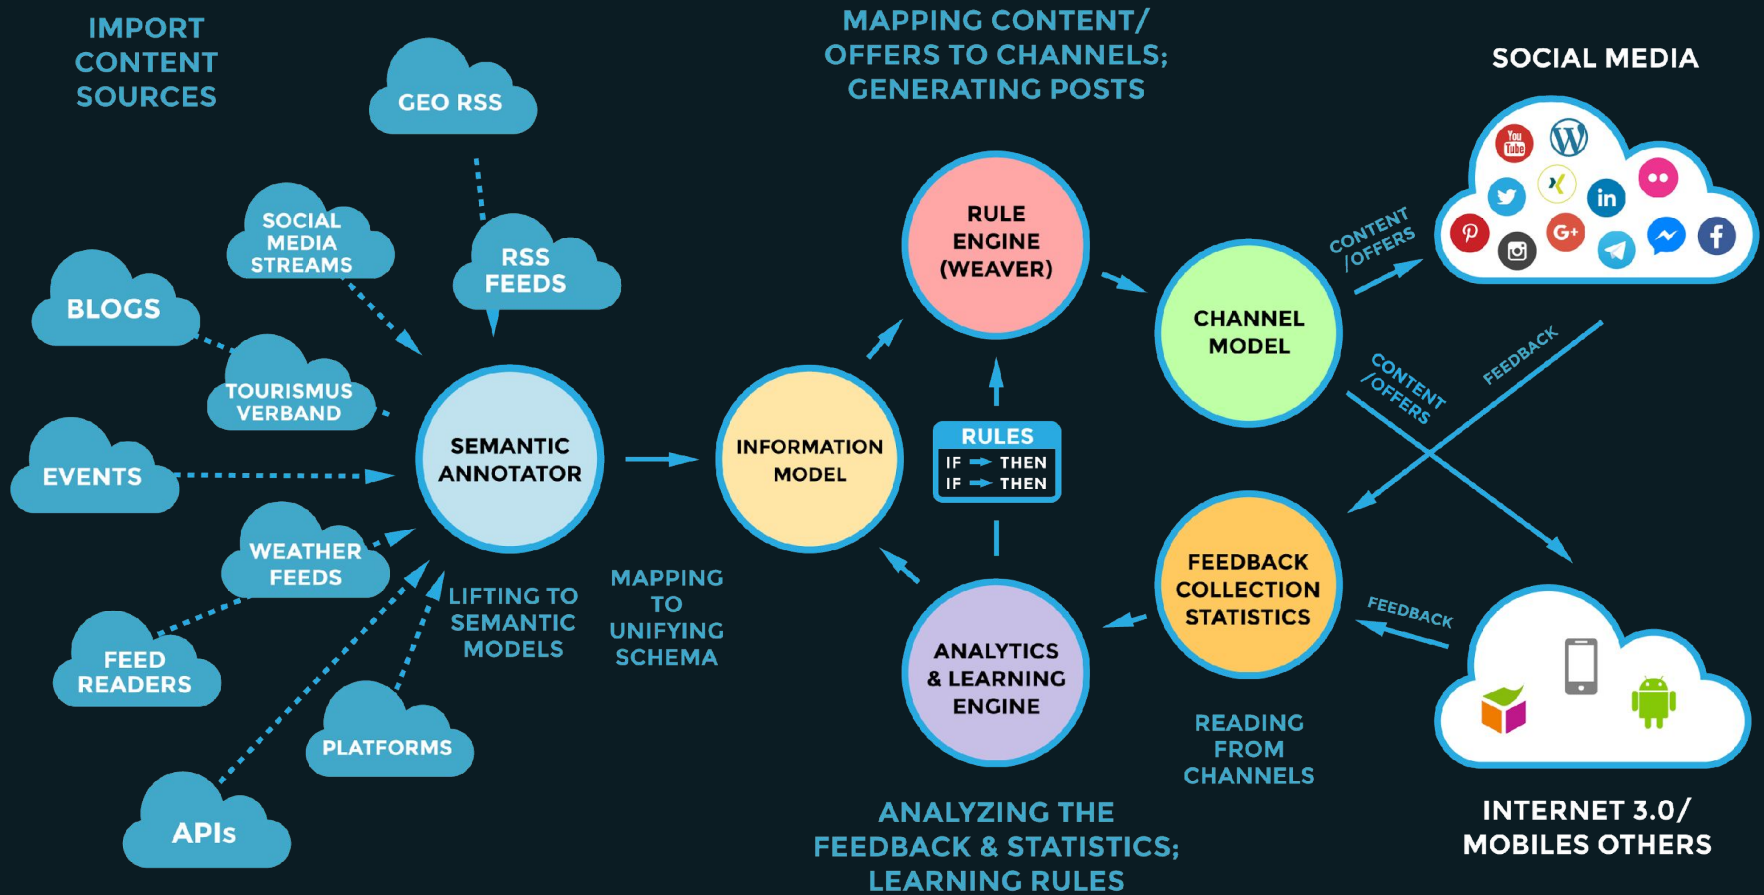 IMPORT
CONTENT
SOURCES
GEO RSS
SOCIAL
MEDIA
STREAMS
RSS
FEEDS
BLOGS
TOURISMUS
VERBAND
EVENTS
WEATHER
FEEDS
FEED
READERS
PLATFORMS
APIs
SEMANTIC
ANNOTATOR
LIFTING TO
SEMANTIC
MODELS
MAPPING
TO
UNIFYING
SCHEMA
INFORMATION
MODEL
MAPPING CONTENT/
OFFERS TO CHANNELS;
GENERATING POSTS
RULE
ENGINE
(WEAVER)
RULES
IF THEN
IF THEN
ANALYTICS
& LEARNING
ENGINE
ANALYZING THE
FEEDBACK & STATISTICS;
LEARNING RULES
CHANNEL
MODEL
FEEDBACK
COLLECTION
STATISTICS
READING
FROM
CHANNELS
CONTENT
/OFFERS
CONTENT
/OFFERS
FEEDBACK
FEEDBACK
SOCIAL MEDIA
You
Tube
W
in
G+
f
INTERNET 3.0/
MOBILES OTHERS